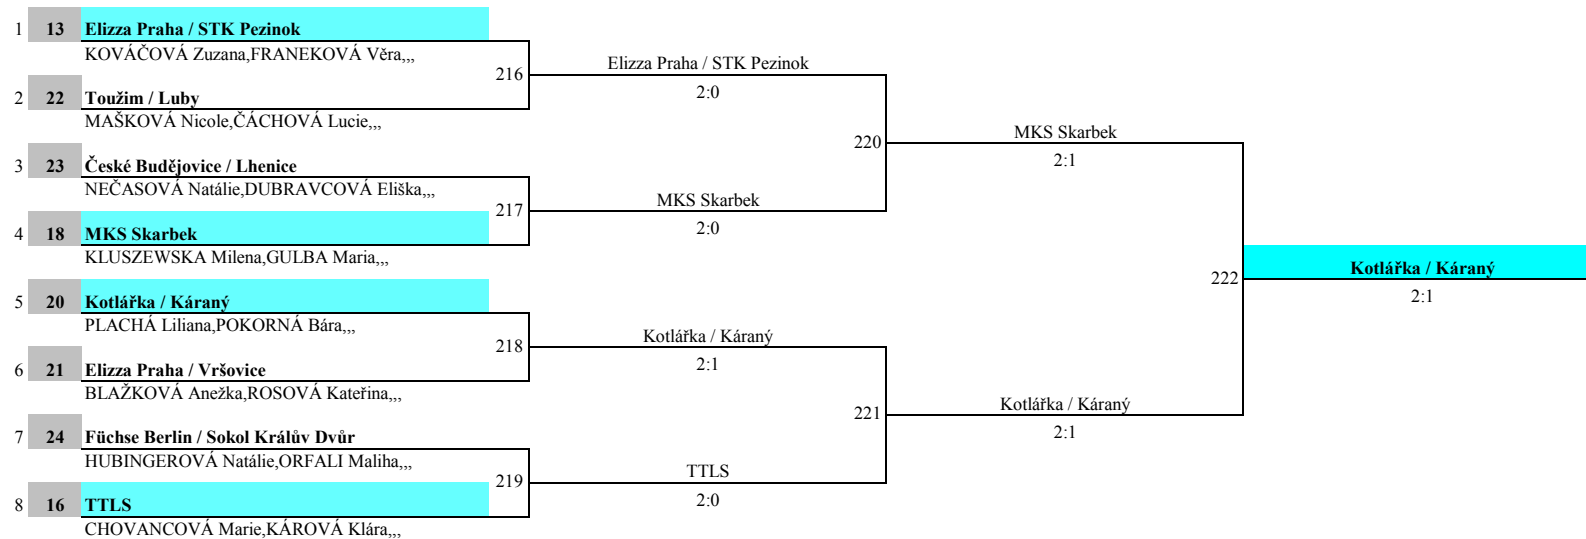 1 13 Elizza Praha / STK Pezinok
KOVÁČOVÁ Zuzana,FRANEKOVÁ Věra,,,
216
Elizza Praha / STK Pezinok
2:0
2 22 Toužim / Luby
MAŠKOVÁ Nicole,ČÁCHOVÁ Lucie,,,
220
MKS Skarbek
2:1
3 23 České Budějovice / Lhenice
NEČASOVÁ Natálie,DUBRAVCOVÁ Eliška,,,
217
MKS Skarbek
2:0
4 18 MKS Skarbek
KLUSZEWSKA Milena,GULBA Maria,,,
222
Kotlářka / Káraný
2:1
5 20 Kotlářka / Káraný
PLACHÁ Liliana,POKORNÁ Bára,,,
218
Kotlářka / Káraný
2:1
6 21 Elizza Praha / Vršovice
BLAŽKOVÁ Anežka,ROSOVÁ Kateřina,,,
221
Kotlářka / Káraný
2:1
7 24 Füchse Berlin / Sokol Králův Dvůr
HUBINGEROVÁ Natálie,ORFALI Maliha,,,
219
TTLS
2:0
8 16 TTLS
CHOVANCOVÁ Marie,KÁROVÁ Klára,,,